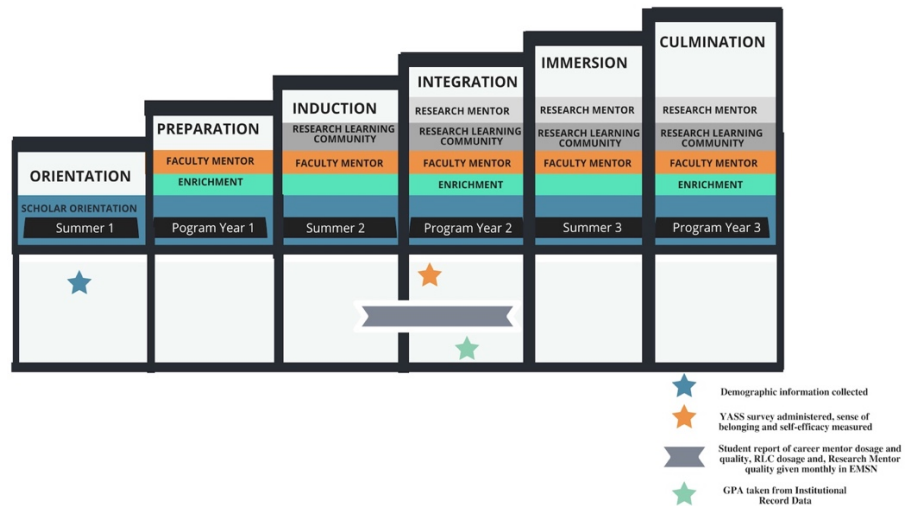 CULMINATION
IMMERSION
INTEGRATION
INDUCTION
PREPARATION
ORIENTATION
RESEARCH MENTOR
RESEARCH MENTOR
RESEARCH MENTOR
RESEARCH LEARNING
COMMUNITY
RESEARCH LEARNING
COMMUNITY
RESEARCH LEARNING
COMMUNITY
RESEARCH LEARNING
COMMUNITY
FACULTY MENTOR
FACULTY MENTOR
FACULTY MENTOR
FACULTY MENTOR
FACULTY MENTOR
ENRICHMENT
ENRICHMENT
ENRICHMENT
SCHOLAR ORIENTATION
Summer 1
Pogram Year 1
Summer 2
Program Year 2
Summer 3
Program Year 3
Demographic information collected
YASS survey administered, sense of
belonging and self-efficacy measured
Student report of career mentor dosage and
quality, RLC dosage and, Research Mentor
quality given monthly in EMSN
GPA taken from Institutional
Record Data